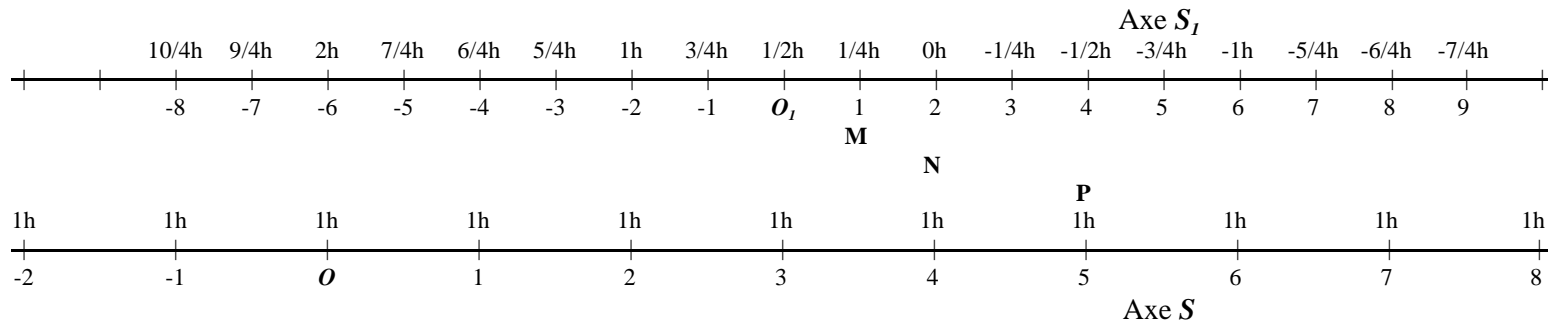 Axe S₁
10/4h 9/4h 2h 7/4h 6/4h 5/4h 1h 3/4h 1/2h 1/4h 0h -1/4h -1/2h -3/4h -1h -5/4h -6/4h -7/4h
-8 -7 -6 -5 -4 -3 -2 -1 O₁ 1 2 3 4 5 6 7 8 9
M
N
P
1h 1h 1h 1h 1h 1h 1h 1h 1h 1h 1h
-2 -1 O 1 2 3 4 5 6 7 8
Axe S